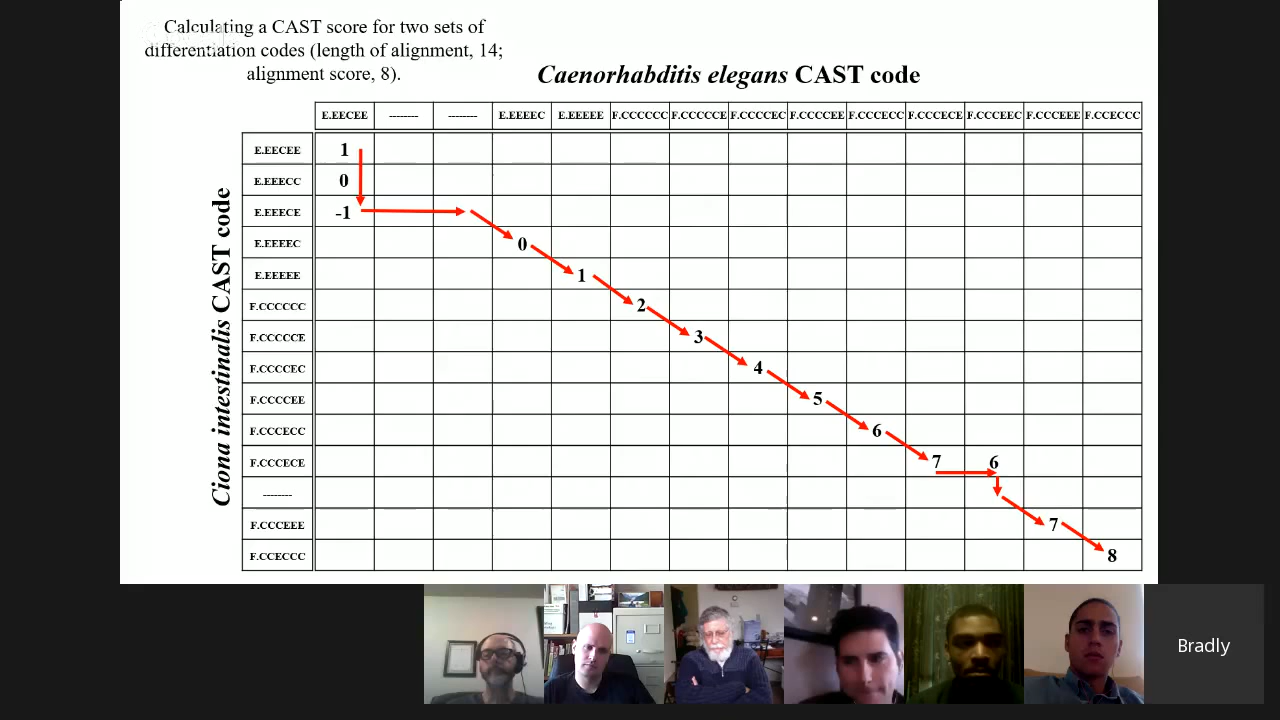 Calculating a CAST score for two sets of
differentiation codes (length of alignment, 14;
alignment score, 8).
Caenorhabditis elegans CAST code
E.EECEE -------- -------- E.EEEEC E.EEEEE F.CCCCCC F.CCCCCE F.CCCCEC F.CCCCEE F.CCCECC F.CCCECE F.CCCEEC F.CCCEEE F.CCECCC
Ciona intestinalis CAST code
E.EECEE 1
E.EEECC 0
E.EEECE -1
E.EEEEC 0
E.EEEEE 1
F.CCCCCC 2
F.CCCCCE 3
F.CCCCEC 4
F.CCCCEE 5
F.CCCECC 6
F.CCCECE 7 6
--------
F.CCCEEE 7
F.CCECCC 8
Bradly